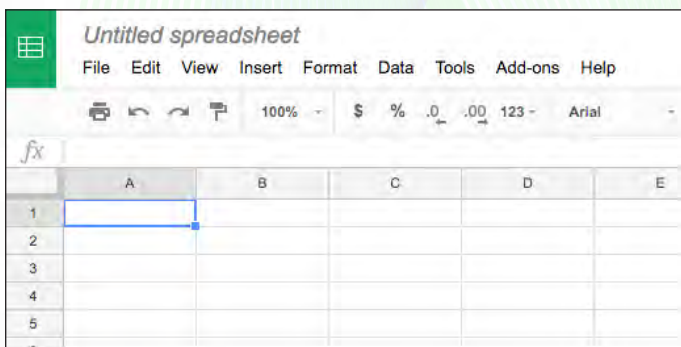 Untitled spreadsheet
File Edit View Insert Format Data Tools Add-ons Help
100% $ % .0 .00 123 Arial
fx
A B C D E
1
2
3
4
5